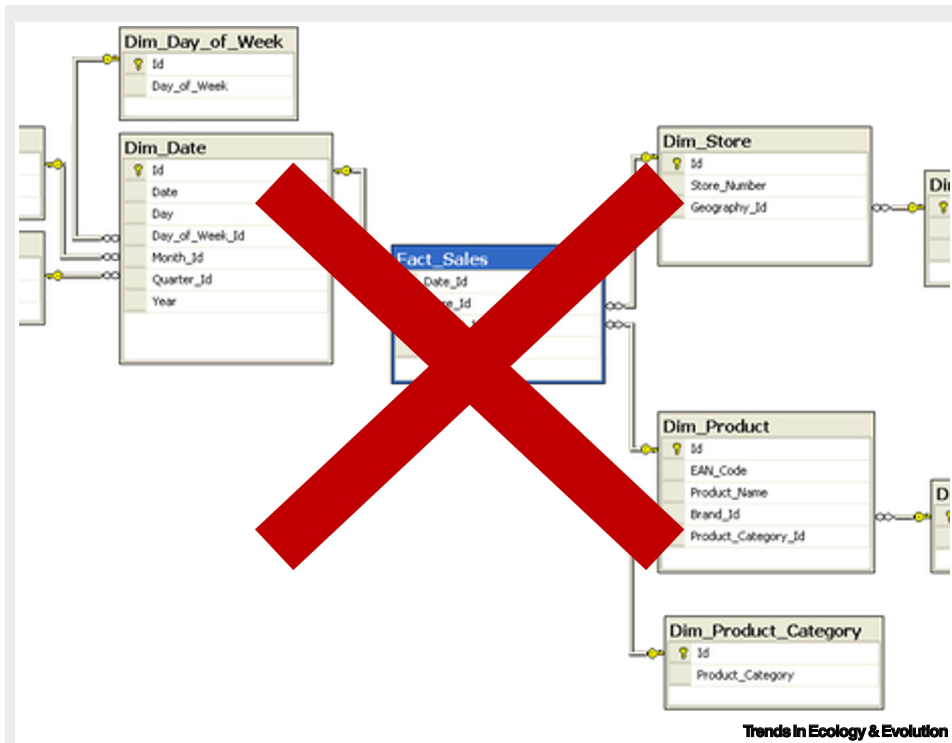 Dim_Day_of_Week
Id
Day_of_Week
Dim_Date
Id
Date
Day
Day_of_Week_Id
Month_Id
Quarter_Id
Year
Fact_Sales
Date_Id
Dim_Store
Id
Store_Number
Geography_Id
Dim_Product
Id
EAN_Code
Product_Name
Brand_Id
Product_Category_Id
Dim_Product_Category
Id
Product_Category
Trends in Ecology & Evolution